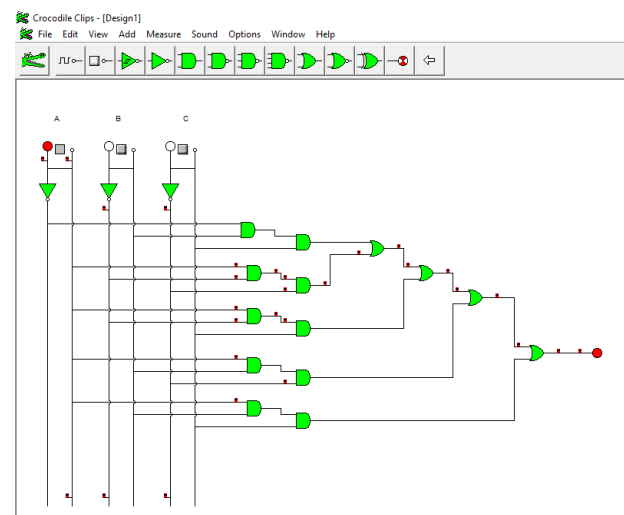 Crocodile Clips - [Design1]
File Edit View Add Measure Sound Options Window Help
A B C